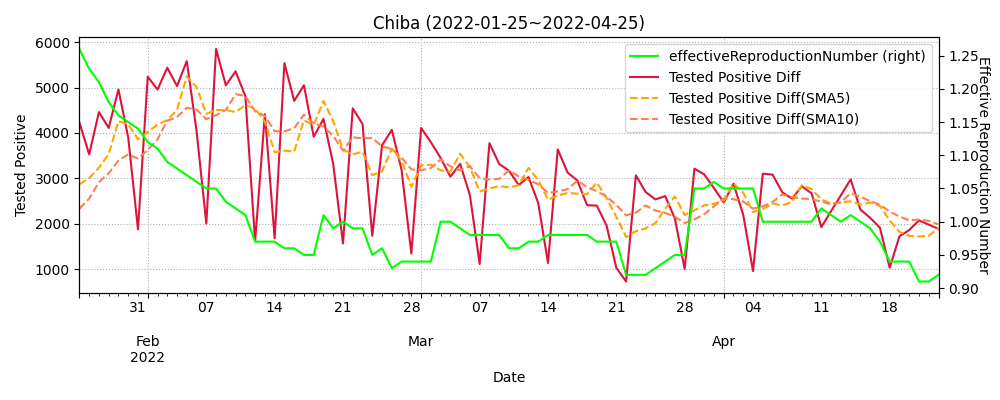 Chiba (2022-01-25~2022-04-25)
effectiveReproductionNumber (right)
Tested Positive Diff
Tested Positive Diff(SMA5)
Tested Positive Diff(SMA10)
Tested Positive
6000
5000
4000
3000
2000
1000
Effective Reproduction Number
1.25
1.20
1.15
1.10
1.05
1.00
0.95
0.90
31 07 14 21 28 07 14 21 28 04 11 18
Feb Mar Apr
2022
Date